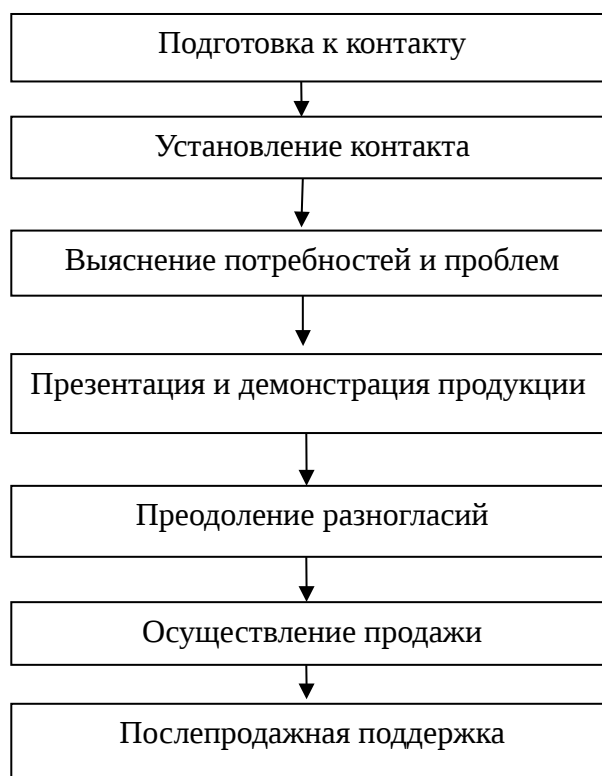 Подготовка к контакту
Установление контакта
Выяснение потребностей и проблем
Презентация и демонстрация продукции
Преодоление разногласий
Осуществление продажи
Послепродажная поддержка